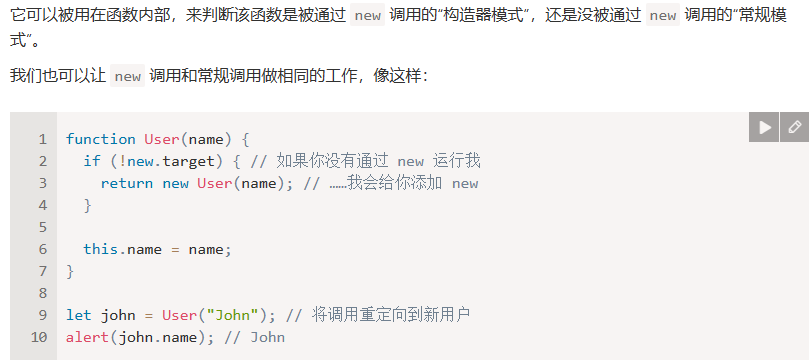 它可以被用在函数内部，来判断该函数是被通过 new 调用的“构造器模式”，还是没被通过 new 调用的“常规模
式”。
我们也可以让 new 调用和常规调用做相同的工作，像这样：
1 function User(name) {
2   if (!new.target) { // 如果你没有通过 new 运行我
3     return new User(name); // ……我会给你添加 new
4   }
5
6   this.name = name;
7 }
8
9 let john = User("John"); // 将调用重定向到新用户
10 alert(john.name); // John